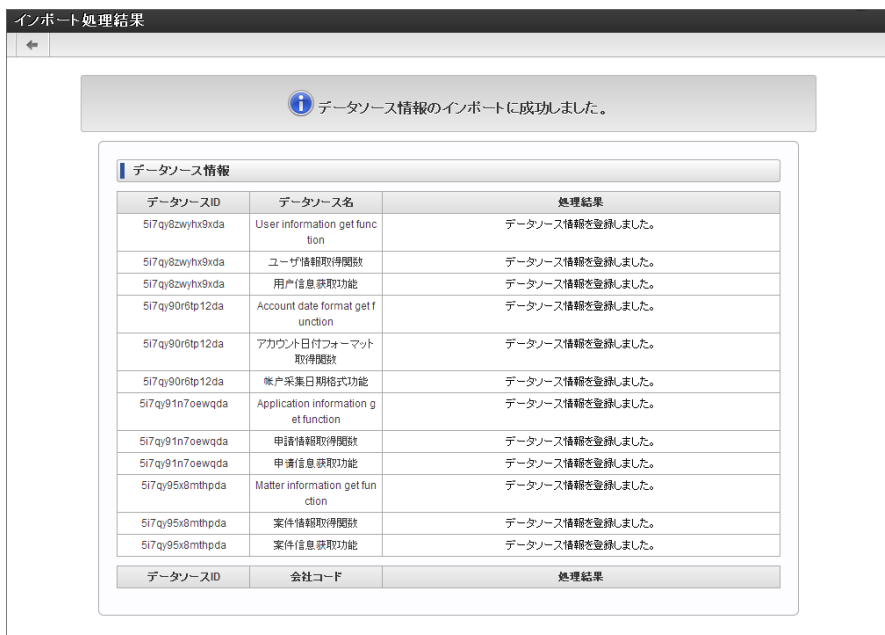 インポート処理結果
データソース情報のインポートに成功しました。
データソース情報
データソースID データソース名 処理結果
5i7qy8zwyhx9xda User information get func データソース情報を登録しました。
tion
5i7qy8zwyhx9xda ユーザ情報取得関数 データソース情報を登録しました。
5i7qy8zwyhx9xda 用户信息获取功能 データソース情報を登録しました。
5i7qy90r6tp12da Account date format get f データソース情報を登録しました。
unction
5i7qy90r6tp12da アカウント日付フォーマット データソース情報を登録しました。
取得関数
5i7qy90r6tp12da 帐户采集日期格式功能 データソース情報を登録しました。
5i7qy91n7oewqda Application information g データソース情報を登録しました。
et function
5i7qy91n7oewqda 申請情報取得関数 データソース情報を登録しました。
5i7qy91n7oewqda 申请信息获取功能 データソース情報を登録しました。
5i7qy95x8mthpda Matter information get fun データソース情報を登録しました。
ction
5i7qy95x8mthpda 案件情報取得関数 データソース情報を登録しました。
5i7qy95x8mthpda 案件信息获取功能 データソース情報を登録しました。
データソースID 会社コード 処理結果